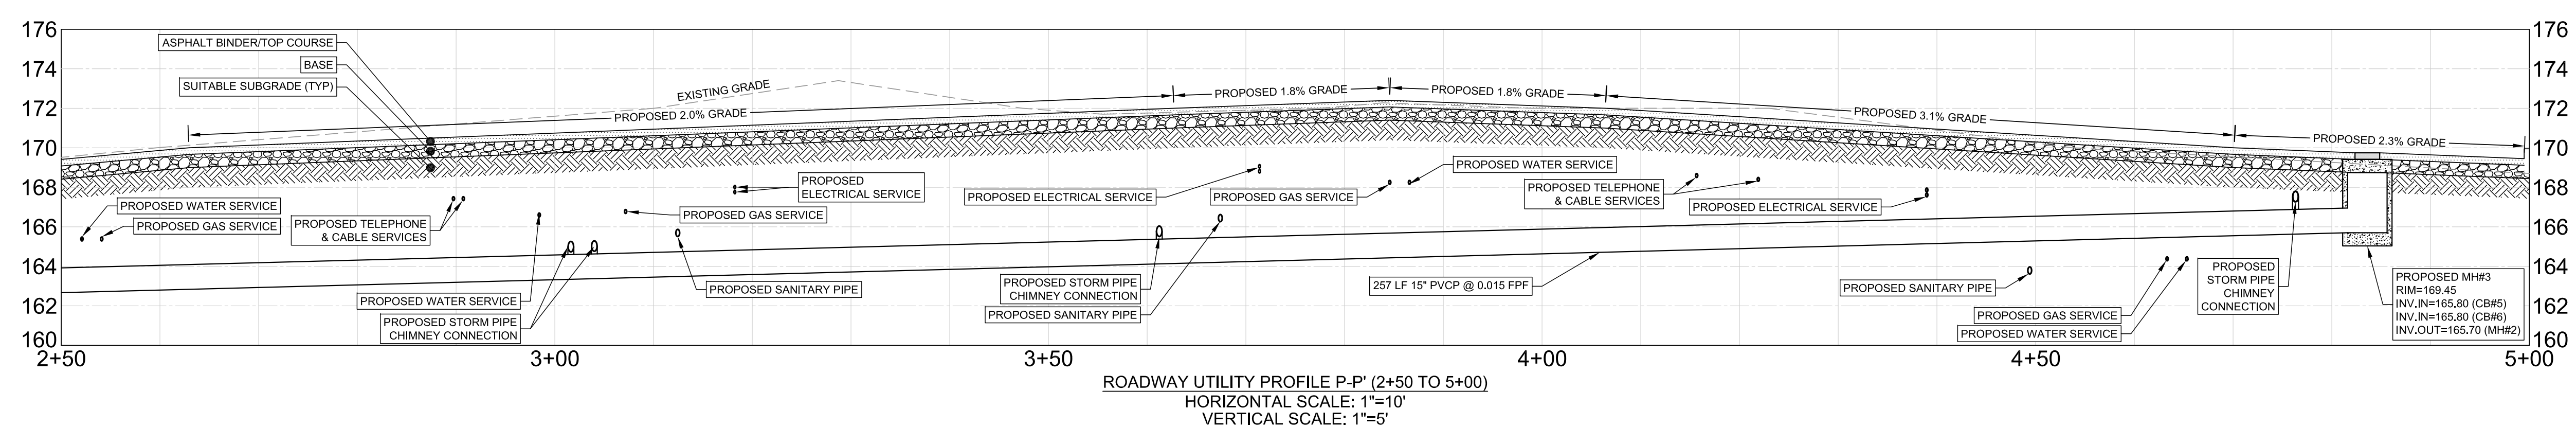 176
176
ASPHALT BINDER/TOP COURSE
BASE
SUITABLE SUBGRADE (TYP)
174
174
EXISTING GRADE
PROPOSED 2.0% GRADE
PROPOSED 1.8% GRADE
PROPOSED 1.8% GRADE
PROPOSED 3.1% GRADE
PROPOSED 2.3% GRADE
172
172
170
170
168
168
PROPOSED WATER SERVICE
PROPOSED GAS SERVICE
PROPOSED TELEPHONE
& CABLE SERVICES
PROPOSED
ELECTRICAL SERVICE
PROPOSED GAS SERVICE
PROPOSED ELECTRICAL SERVICE
PROPOSED GAS SERVICE
PROPOSED WATER SERVICE
PROPOSED TELEPHONE
& CABLE SERVICES
PROPOSED ELECTRICAL SERVICE
166
166
164
164
PROPOSED WATER SERVICE
PROPOSED STORM PIPE
CHIMNEY CONNECTION
PROPOSED SANITARY PIPE
PROPOSED STORM PIPE
CHIMNEY CONNECTION
PROPOSED SANITARY PIPE
257 LF 15" PVCP @ 0.015 FPF
PROPOSED SANITARY PIPE
PROPOSED GAS SERVICE
PROPOSED WATER SERVICE
PROPOSED
STORM PIPE
CHIMNEY
CONNECTION
PROPOSED MH#3
RIM=169.45
INV.IN=165.80 (CB#5)
INV.IN=165.80 (CB#6)
INV.OUT=165.70 (MH#2)
162
162
160
160
2+50
3+00
3+50
4+00
4+50
5+00
ROADWAY UTILITY PROFILE P-P' (2+50 TO 5+00)
HORIZONTAL SCALE: 1"=10'
VERTICAL SCALE: 1"=5'